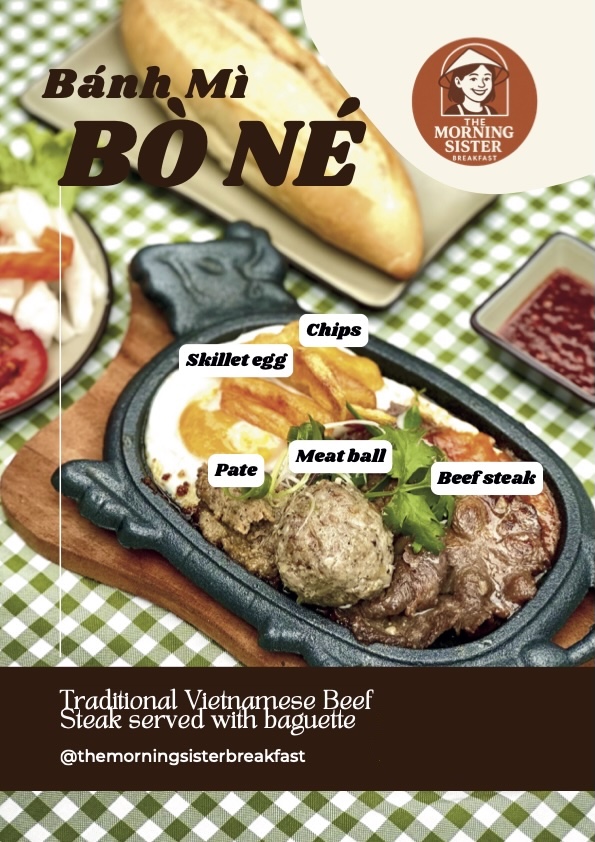 Bánh Mì
BÒ NÉ
THE
MORNING
SISTER
BREAKFAST
Chips
Skillet egg
Meat ball
Pate
Beef steak
Traditional Vietnamese Beef
Steak served with baguette
@themorningsisterbreakfast